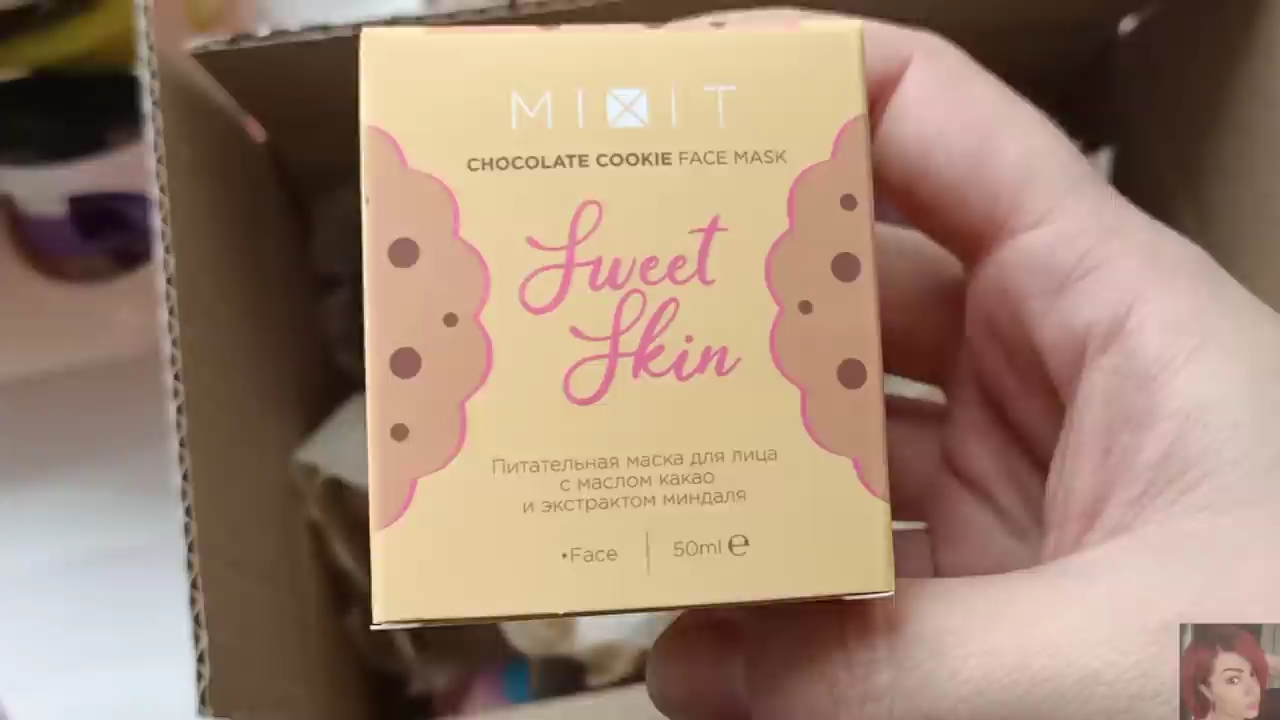 MIXIT
CHOCOLATE COOKIE FACE MASK
Sweet
Skin
Питательная маска для лица
с маслом какао
и экстрактом миндаля
•Face | 50ml ℮